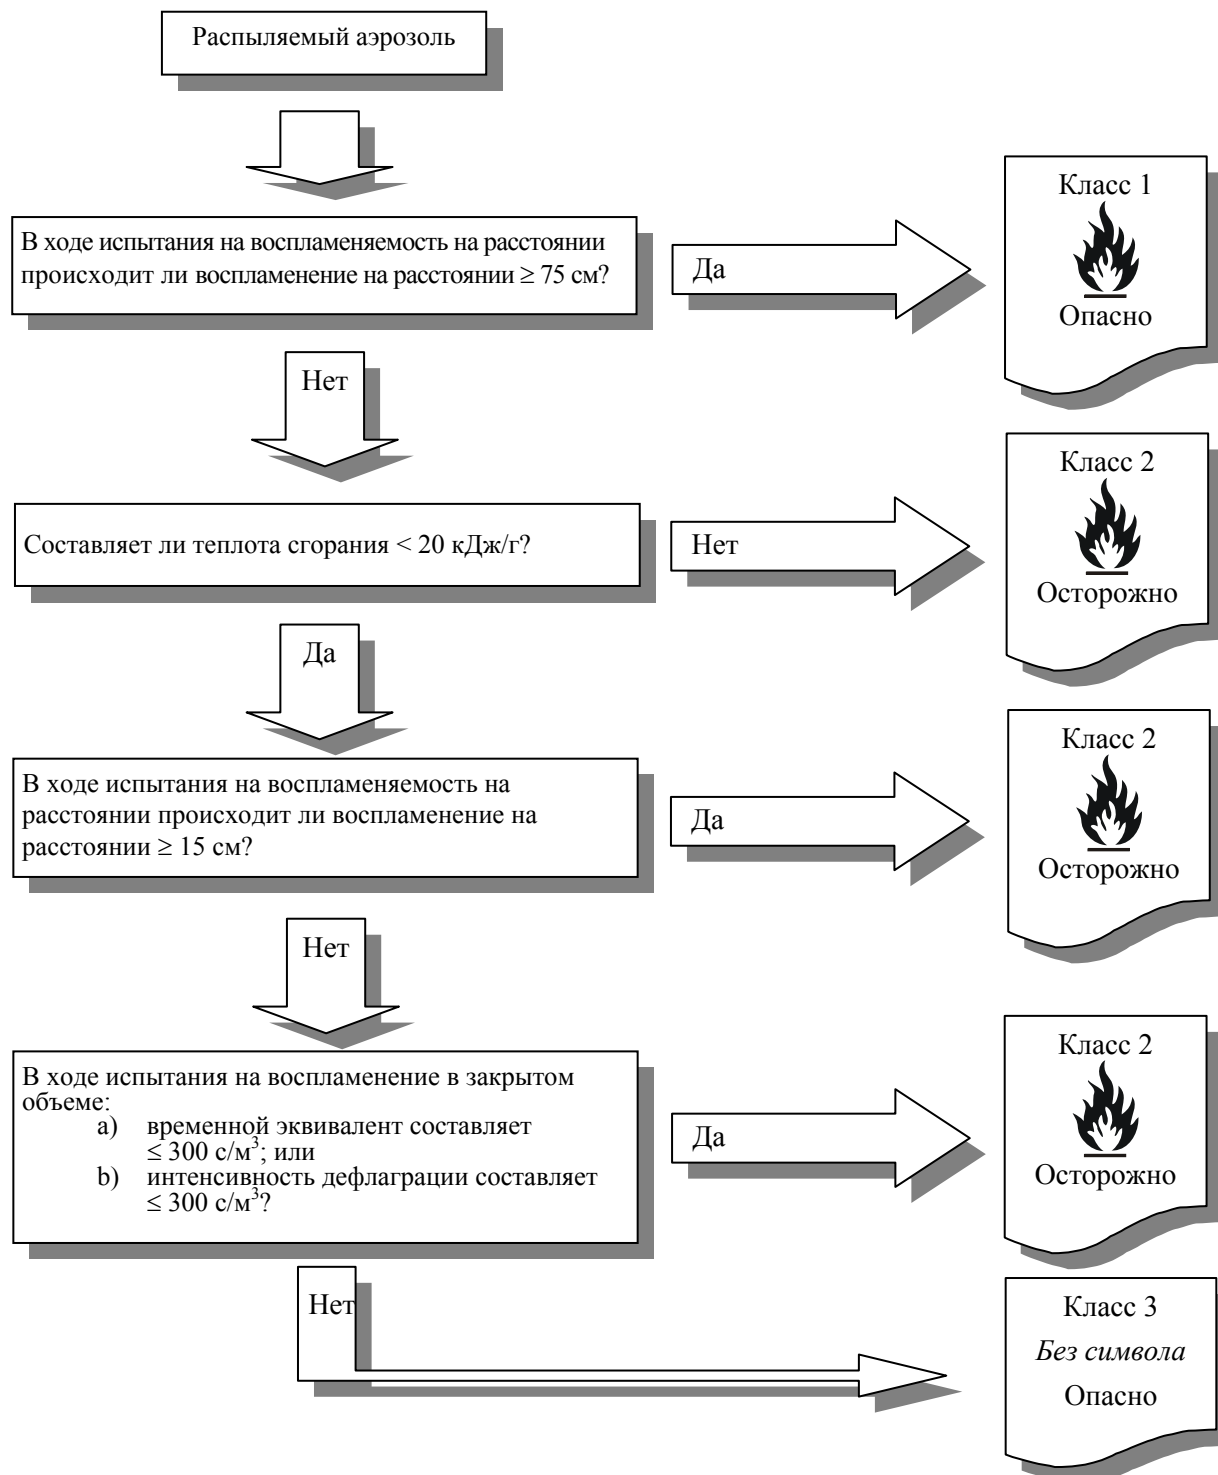 Распыляемый аэрозоль
В ходе испытания на воспламеняемость на расстоянии
происходит ли воспламенение на расстоянии ≥ 75 см?
Да
Класс 1
Опасно
Нет
Составляет ли теплота сгорания < 20 кДж/г?
Нет
Класс 2
Осторожно
Да
В ходе испытания на воспламеняемость на
расстоянии происходит ли воспламенение на
расстоянии ≥ 15 см?
Да
Класс 2
Осторожно
Нет
В ходе испытания на воспламенение в закрытом
объеме:
a) временной эквивалент составляет
≤ 300 с/м³; или
b) интенсивность дефлаграции составляет
≤ 300 с/м³?
Да
Класс 2
Осторожно
Нет
Класс 3
Без символа
Опасно